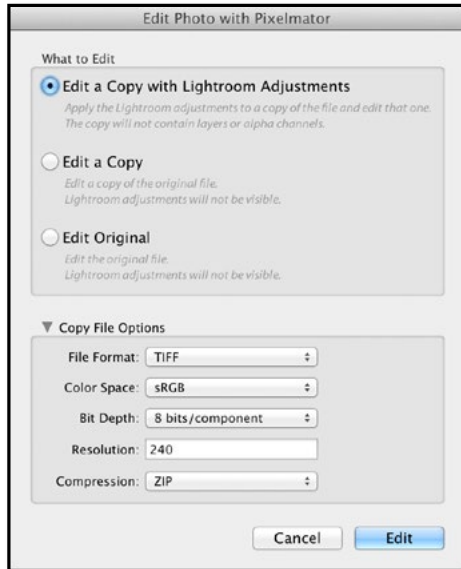 Edit Photo with Pixelmator
What to Edit
Edit a Copy with Lightroom Adjustments
Apply the Lightroom adjustments to a copy of the file and edit that one.
The copy will not contain layers or alpha channels.
Edit a Copy
Edit a copy of the original file.
Lightroom adjustments will not be visible.
Edit Original
Edit the original file.
Lightroom adjustments will not be visible.
Copy File Options
File Format: TIFF
Color Space: sRGB
Bit Depth: 8 bits/component
Resolution: 240
Compression: ZIP
Cancel Edit